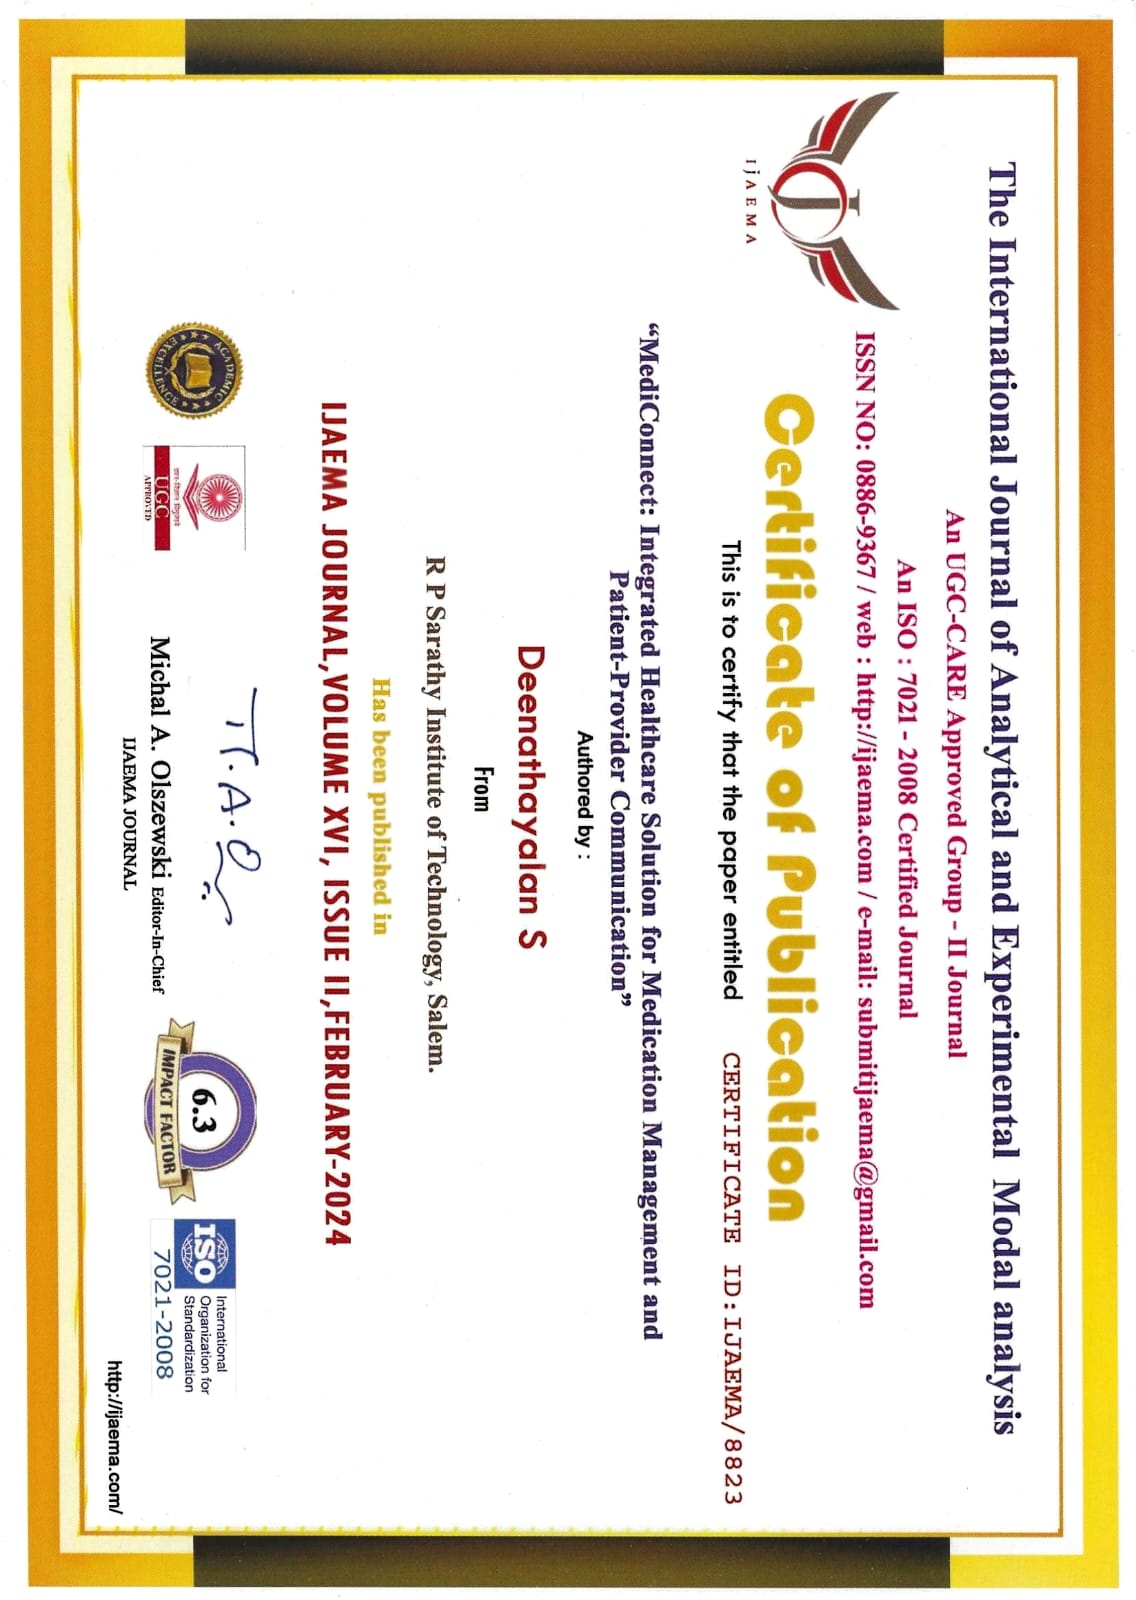 The International Journal of Analytical and Experimental Modal analysis
An UGC-CARE Approved Group - II Journal
An ISO : 7021 - 2008 Certified Journal
ISSN NO: 0886-9367 / web : http://ijaema.com / e-mail: submitijaema@gmail.com
IjAEMA
Certificate of Publication
This is to certify that the paper entitled
CERTIFICATE ID:IJAEMA/8823
“MediConnect: Integrated Healthcare Solution for Medication Management and
Patient-Provider Communication”
Authored by :
Deenathayalan S
From
R P Sarathy Institute of Technology, Salem.
Has been published in
IJAEMA JOURNAL,VOLUME XVI, ISSUE II,FEBRUARY-2024
ACADEMIC
EXCELLENCE
UGC
APPROVED
Michal A. Olszewski Editor-In-Chief
IJAEMA JOURNAL
6.3
IMPACT FACTOR
ISO
International
Organization for
Standardization
7021-2008
http://ijaema.com/